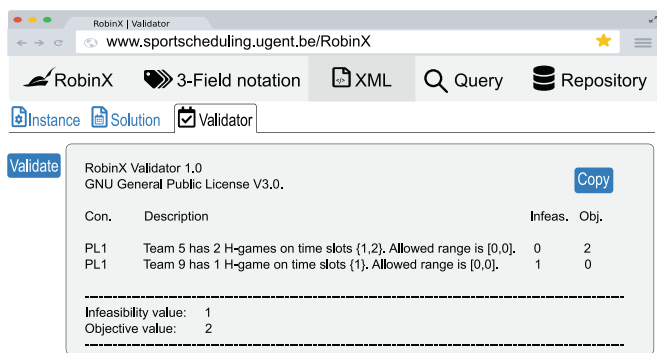 RobinX | Validator
www.sportscheduling.ugent.be/RobinX
RobinX 3-Field notation XML Query Repository
Instance Solution Validator
Validate
RobinX Validator 1.0
GNU General Public License V3.0.
Copy
Con. Description Infeas. Obj.
PL1 Team 5 has 2 H-games on time slots {1,2}. Allowed range is [0,0]. 0 2
PL1 Team 9 has 1 H-game on time slots {1}. Allowed range is [0,0]. 1 0
Infeasibility value: 1
Objective value: 2